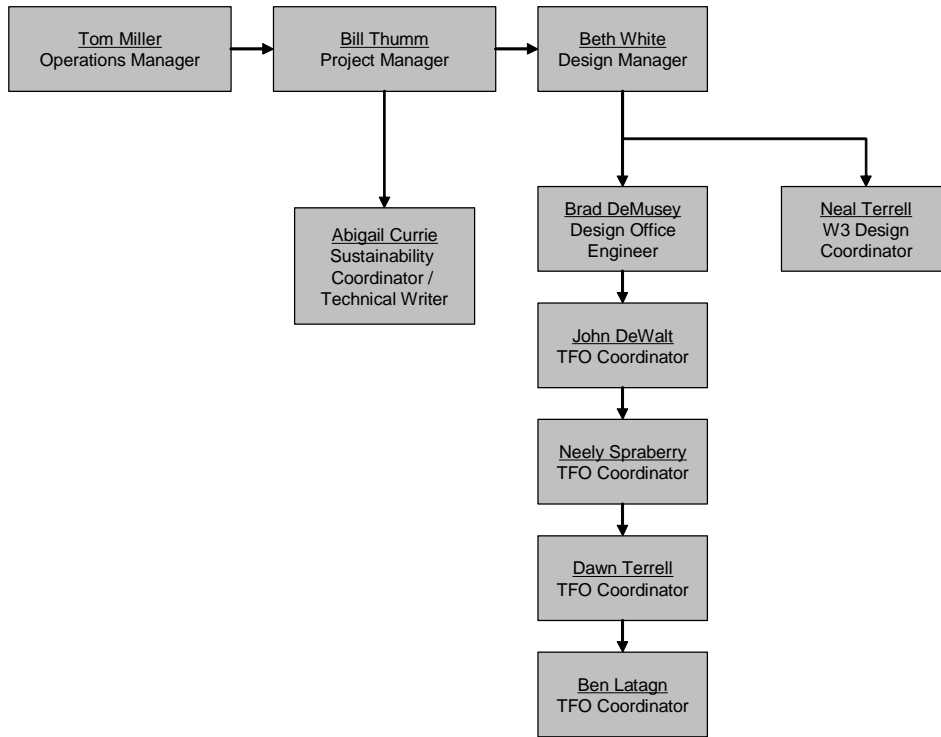 Tom Miller
Operations Manager
Bill Thumm
Project Manager
Beth White
Design Manager
Abigail Currie
Sustainability
Coordinator /
Technical Writer
Brad DeMusey
Design Office
Engineer
Neal Terrell
W3 Design
Coordinator
John DeWalt
TFO Coordinator
Neely Spraberry
TFO Coordinator
Dawn Terrell
TFO Coordinator
Ben Latagn
TFO Coordinator